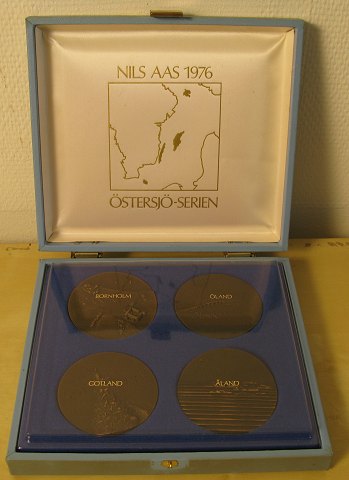 NILS AAS 1976
ÖSTERSJÖ-SERIEN
BORNHOLM
ÖLAND
GOTLAND
ÅLAND